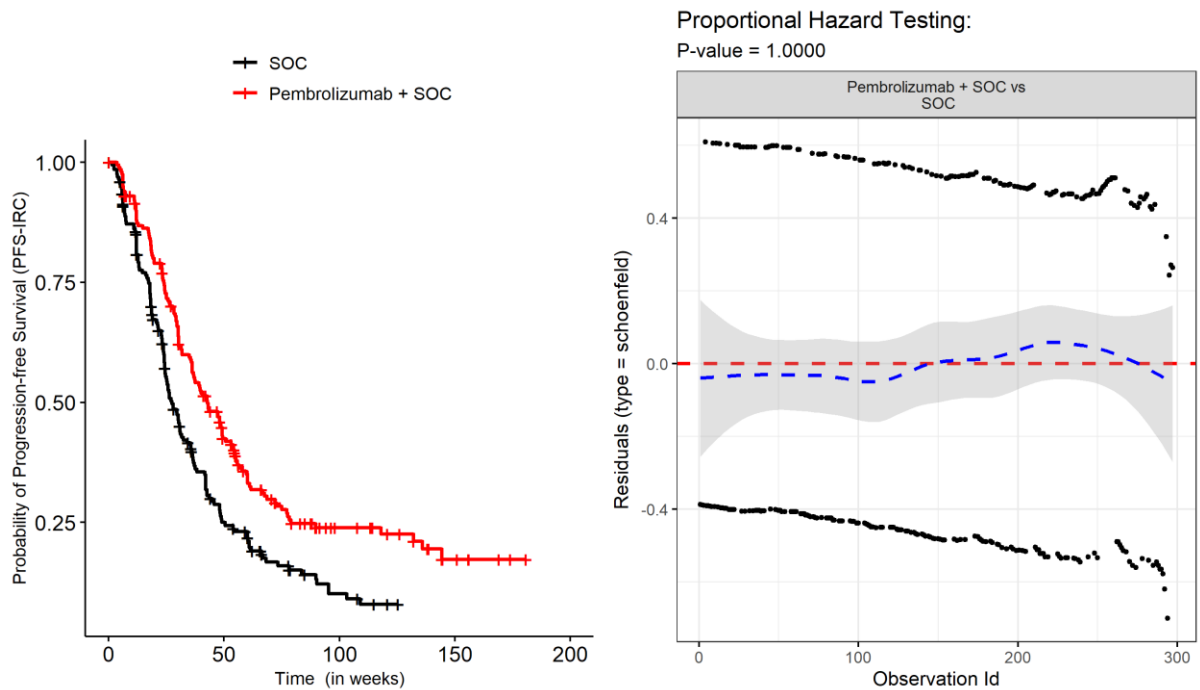 SOC
Pembrolizumab + SOC
Probability of Progression-free Survival (PFS-IRC)
1.00
0.75
0.50
0.25
0
50
100
150
200
Time (in weeks)
Proportional Hazard Testing:
P-value = 1.0000
Pembrolizumab + SOC vs
SOC
Residuals (type = schoenfeld)
0.4
0.0
-0.4
0
100
200
300
Observation Id